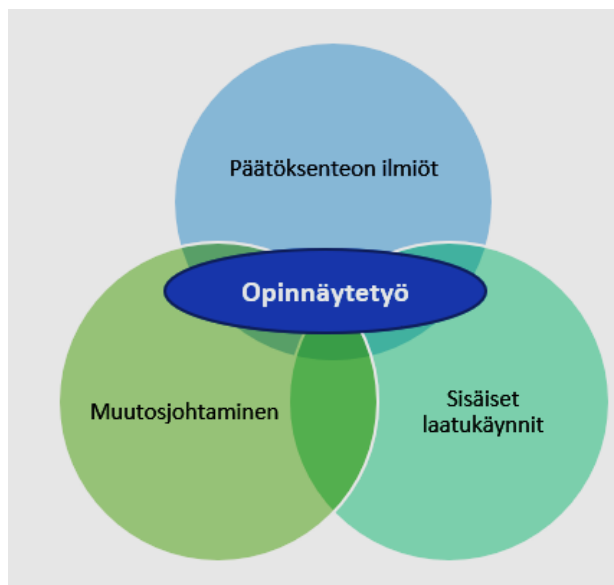 Päätöksenteon ilmiöt
Opinnäytetyö
Muutosjohtaminen
Sisäiset
laatukäynnit